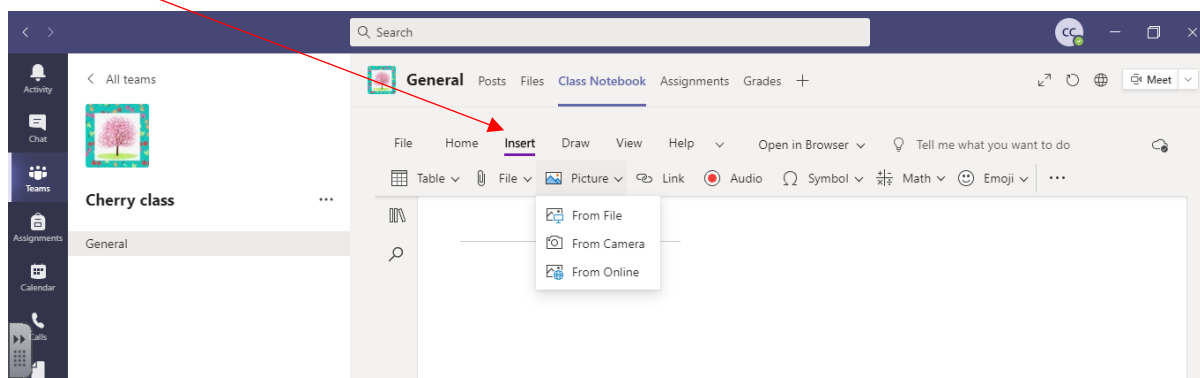 Search
CC
Activity
All teams
General Posts Files Class Notebook Assignments Grades
Meet
Chat
File Home Insert Draw View Help Open in Browser Tell me what you want to do
Teams
Table File Picture Link Audio Symbol Math Emoji
Cherry class
From File
Assignments
General
From Camera
From Online
Calendar
Calls